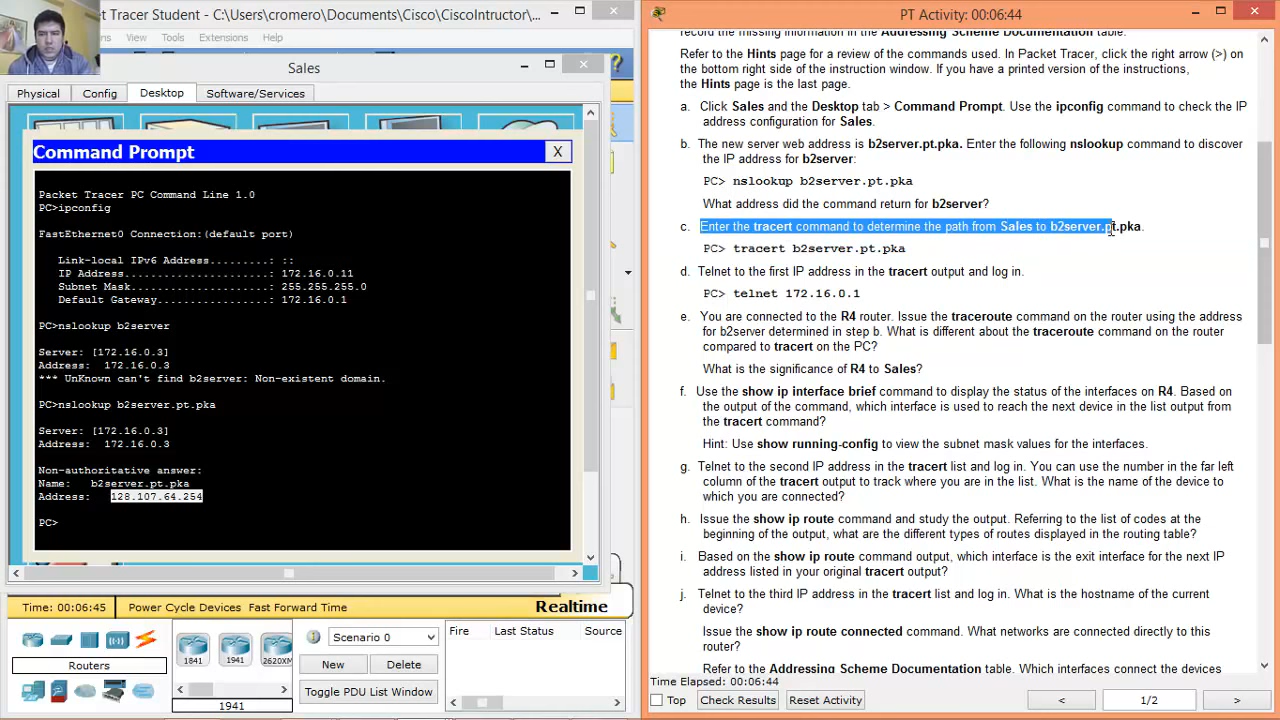 et Tracer Student - C:\Users\cromero\Documents\Cisco\CiscoIntructor\...
View Tools Extensions Help
Sales
Physical Config Desktop Software/Services
Command Prompt X
Packet Tracer PC Command Line 1.0
PC>ipconfig
FastEthernet0 Connection:(default port)
Link-local IPv6 Address.........: ::
IP Address......................: 172.16.0.11
Subnet Mask.....................: 255.255.255.0
Default Gateway.................: 172.16.0.1
PC>nslookup b2server
Server: [172.16.0.3]
Address: 172.16.0.3
*** UnKnown can't find b2server: Non-existent domain.
PC>nslookup b2server.pt.pka
Server: [172.16.0.3]
Address: 172.16.0.3
Non-authoritative answer:
Name: b2server.pt.pka
Address: 128.107.64.254
PC>
Time: 00:06:45 Power Cycle Devices Fast Forward Time Realtime
Routers
1841 1941 2620XM
1941
Scenario 0
New Delete
Toggle PDU List Window
Fire Last Status Source
PT Activity: 00:06:44
record the missing information in the Addressing Scheme Documentation table.
Refer to the Hints page for a review of the commands used. In Packet Tracer, click the right arrow (>) on
the bottom right side of the instruction window. If you have a printed version of the instructions,
the Hints page is the last page.
a. Click Sales and the Desktop tab > Command Prompt. Use the ipconfig command to check the IP
address configuration for Sales.
b. The new server web address is b2server.pt.pka. Enter the following nslookup command to discover
the IP address for b2server:
PC> nslookup b2server.pt.pka
What address did the command return for b2server?
c. Enter the tracert command to determine the path from Sales to b2server.pt.pka.
PC> tracert b2server.pt.pka
d. Telnet to the first IP address in the tracert output and log in.
PC> telnet 172.16.0.1
e. You are connected to the R4 router. Issue the traceroute command on the router using the address
for b2server determined in step b. What is different about the traceroute command on the router
compared to tracert on the PC?
What is the significance of R4 to Sales?
f. Use the show ip interface brief command to display the status of the interfaces on R4. Based on
the output of the command, which interface is used to reach the next device in the list output from
the tracert command?
Hint: Use show running-config to view the subnet mask values for the interfaces.
g. Telnet to the second IP address in the tracert list and log in. You can use the number in the far left
column of the tracert output to track where you are in the list. What is the name of the device to
which you are connected?
h. Issue the show ip route command and study the output. Referring to the list of codes at the
beginning of the output, what are the different types of routes displayed in the routing table?
i. Based on the show ip route command output, which interface is the exit interface for the next IP
address listed in your original tracert output?
j. Telnet to the third IP address in the tracert list and log in. What is the hostname of the current
device?
Issue the show ip route connected command. What networks are connected directly to this
router?
Refer to the Addressing Scheme Documentation table. Which interfaces connect the devices
Time Elapsed: 00:06:44
Top Check Results Reset Activity < 1/2 >